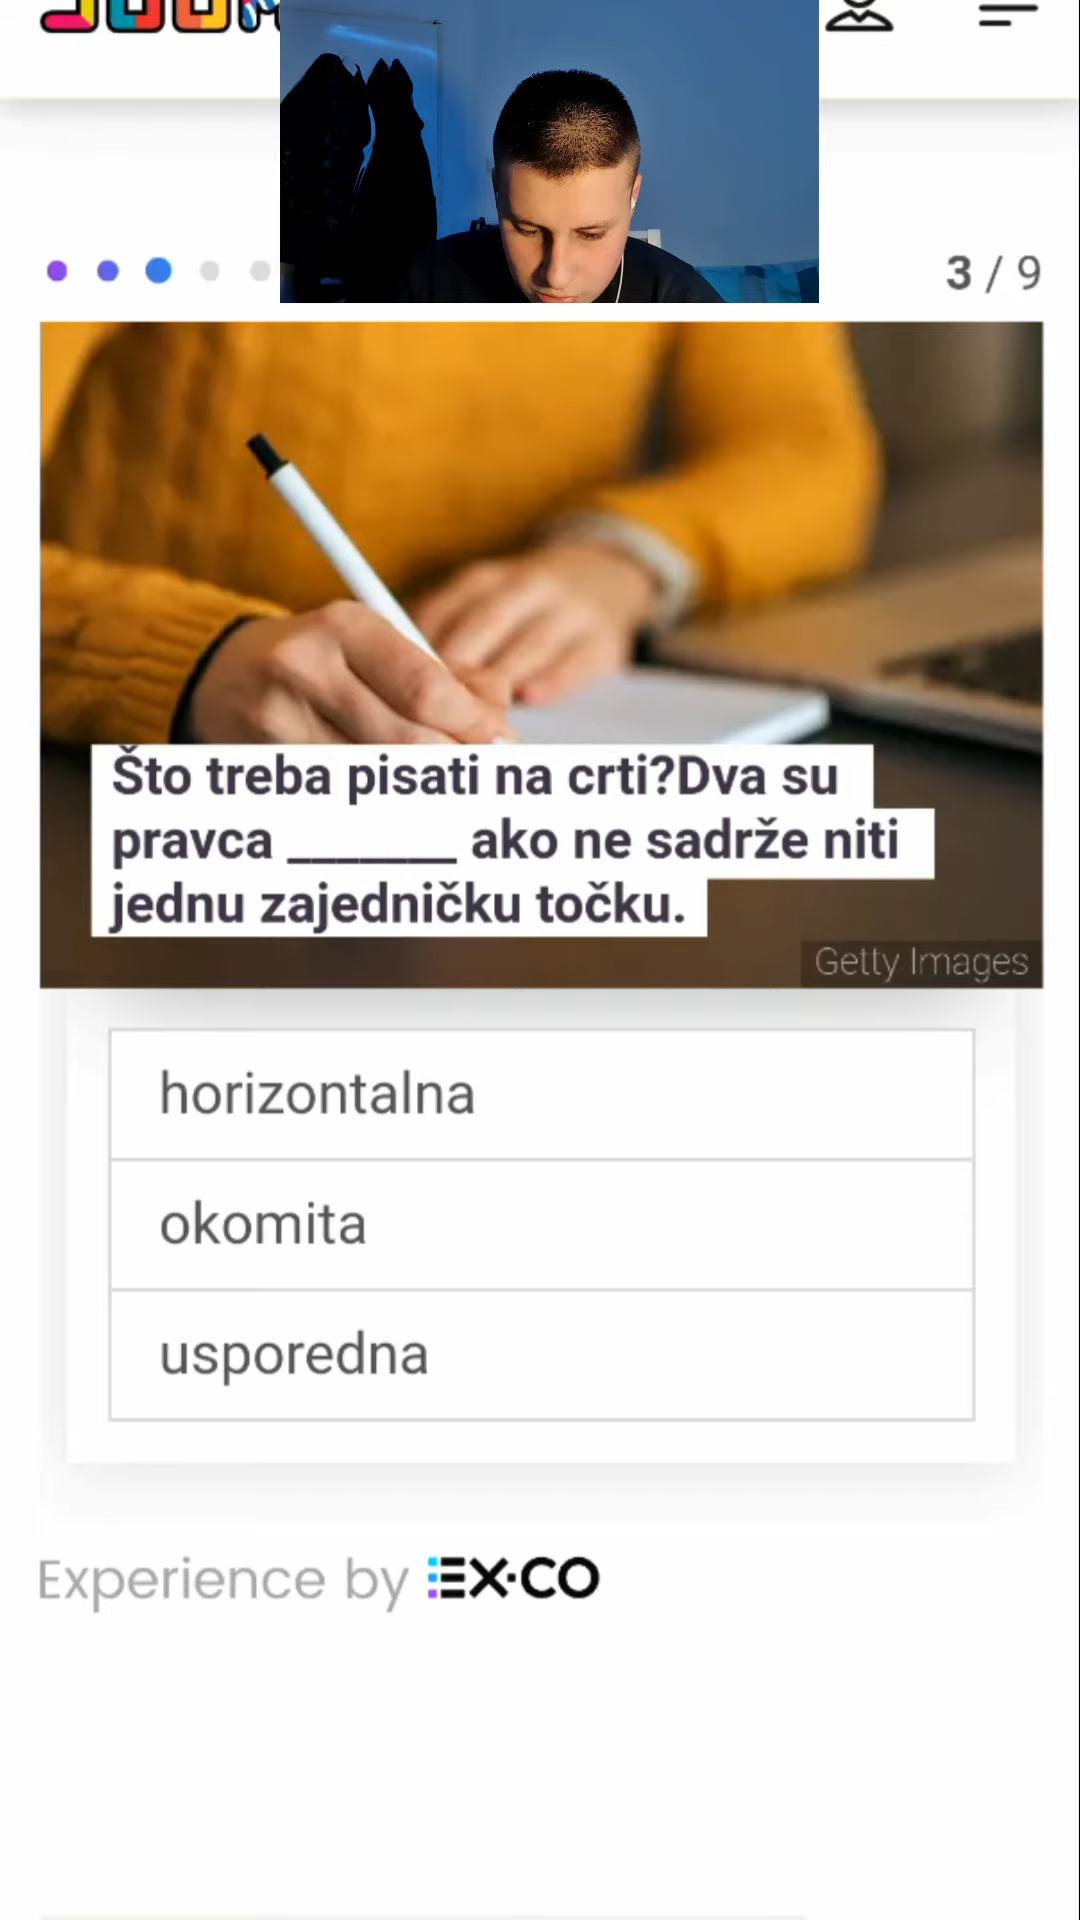 3 / 9
Što treba pisati na crti?Dva su
pravca _______ ako ne sadrže niti
jednu zajedničku točku.
Getty Images
horizontalna
okomita
usporedna
Experience by EX·CO